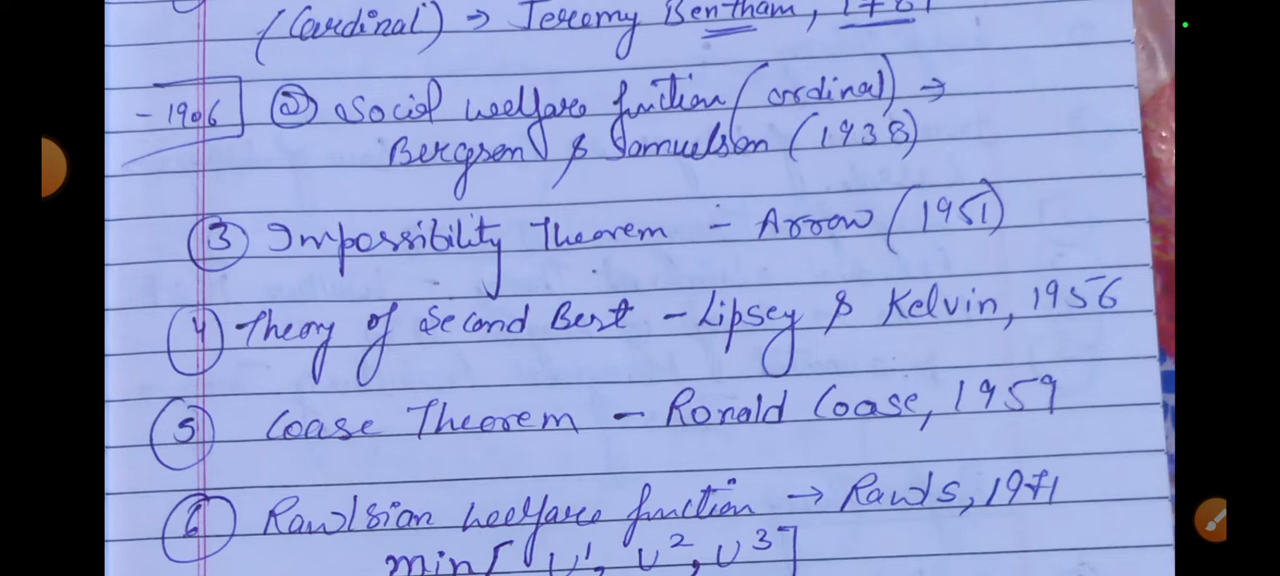 (Cardinal) → Jeremy Bentham, 1781
- 1906 ② Social welfare function (ordinal) →
Bergson & Samuelson (1938)
③ Impossibility Theorem - Arrow (1951)
④ Theory of Second Best - Lipsey & Kelvin, 1956
⑤ Coase Theorem - Ronald Coase, 1959
⑥ Rawlsian welfare function → Rawls, 1971
min [U¹, U², U³]